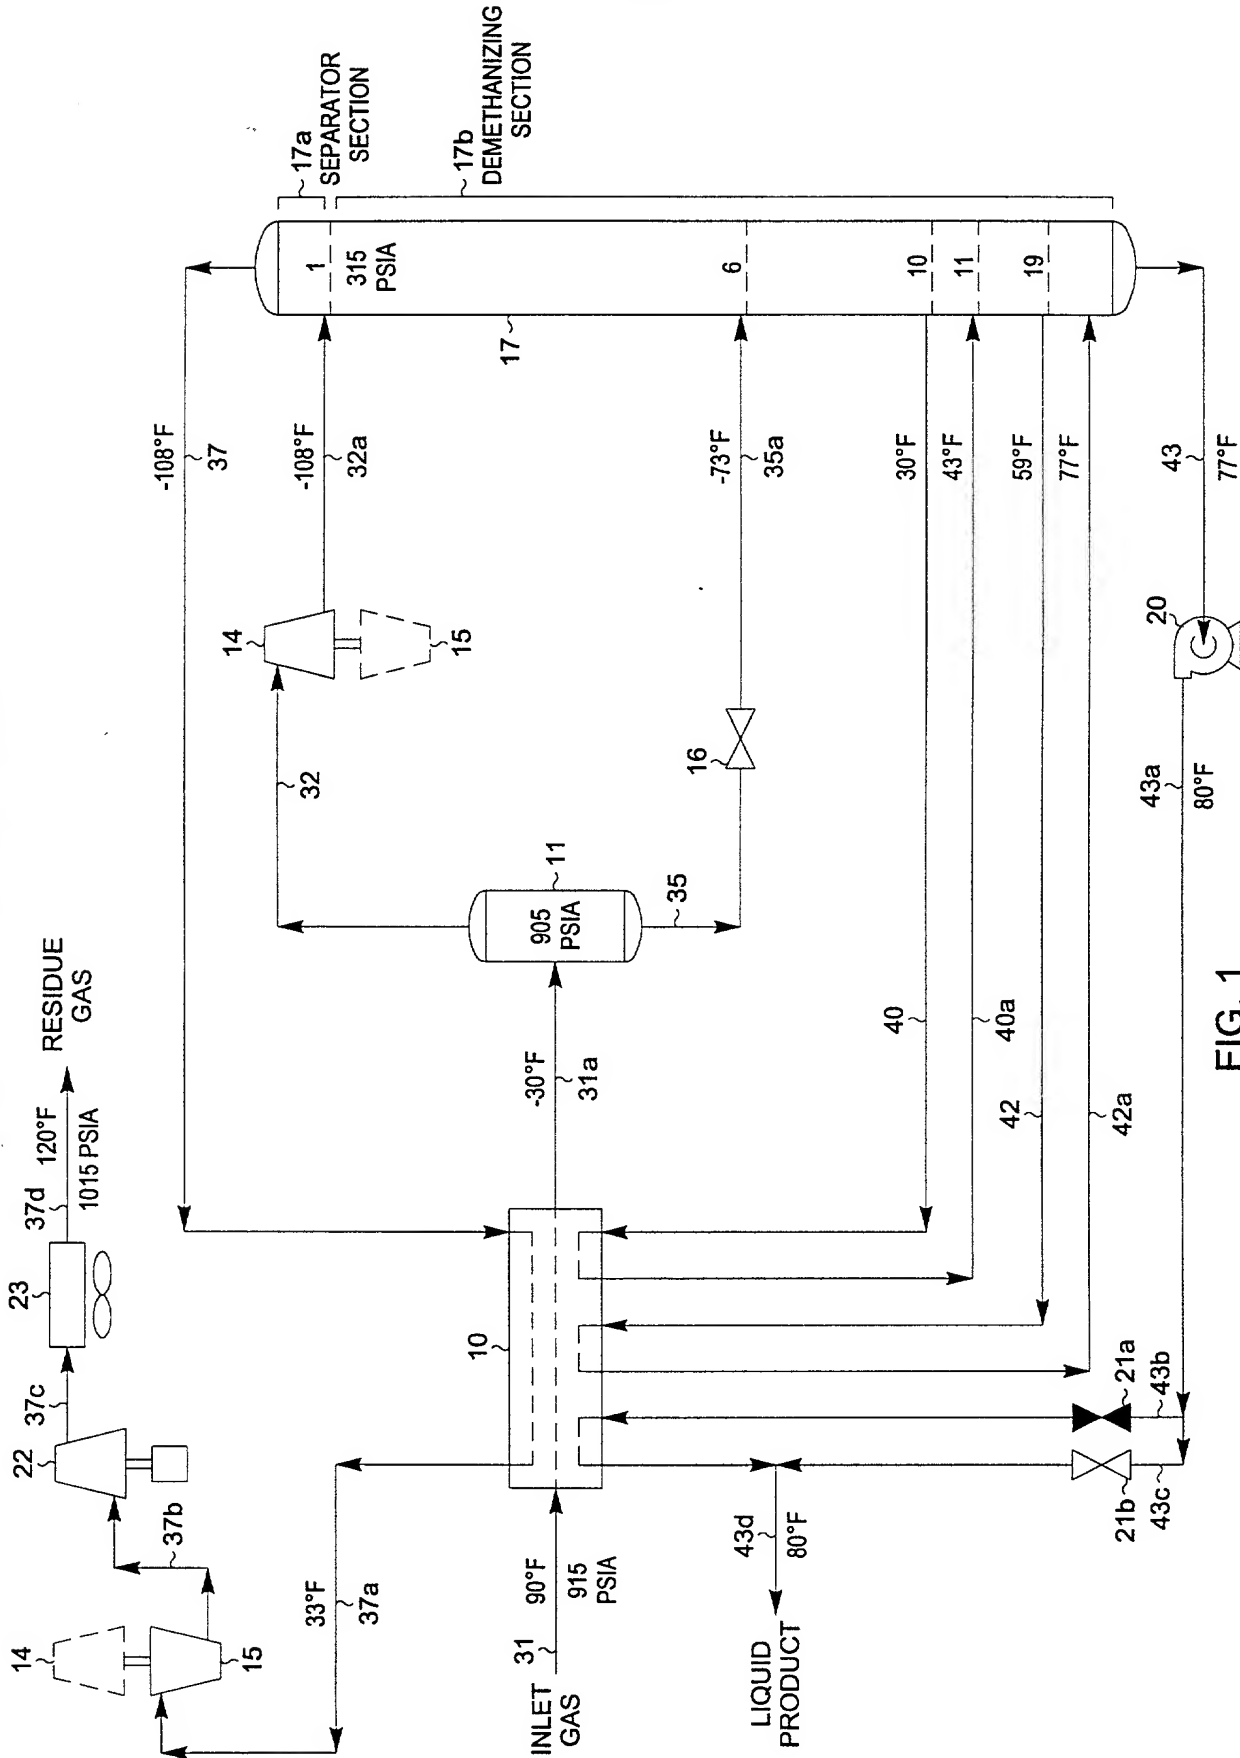 RESIDUE
GAS
37d
120°F
1015 PSIA
23
37c
22
37b
14
15
33°F
37a
-108°F
37
17a
SEPARATOR
SECTION
17b
DEMETHANIZING
SECTION
1
315
PSIA
6
10
11
19
17
-108°F
32a
14
15
32
16
-73°F
35a
11
905
PSIA
35
-30°F
31a
10
31
90°F
915
PSIA
INLET
GAS
30°F
43°F
59°F
77°F
40
40a
42
42a
43
77°F
20
43a
80°F
21a
43b
21b
43c
43d
80°F
LIQUID
PRODUCT
FIG. 1